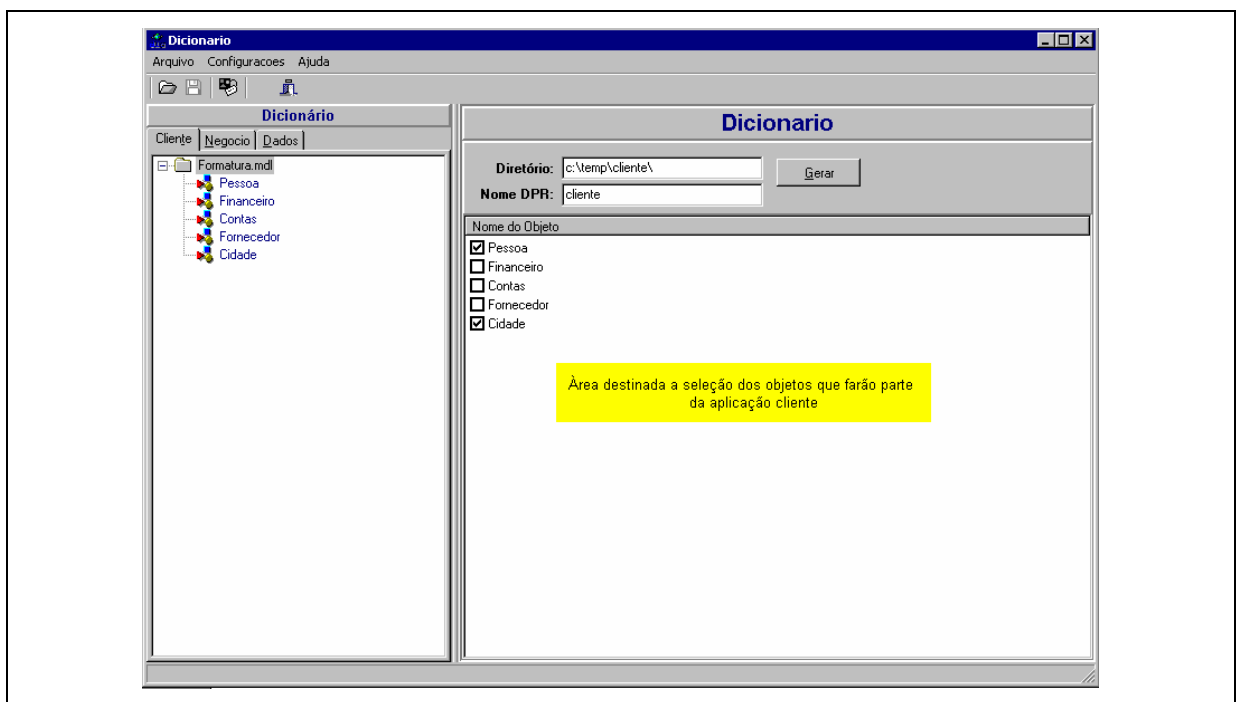 Dicionario
Arquivo Configuracoes Ajuda
Dicionário
Cliente Negocio Dados
Formatura.mdl
Pessoa
Financeiro
Contas
Fornecedor
Cidade
Dicionario
Diretório: c:\temp\cliente\
Gerar
Nome DPR: cliente
Nome do Objeto
Pessoa
Financeiro
Contas
Fornecedor
Cidade
Àrea destinada a seleção dos objetos que farão parte
da aplicação cliente